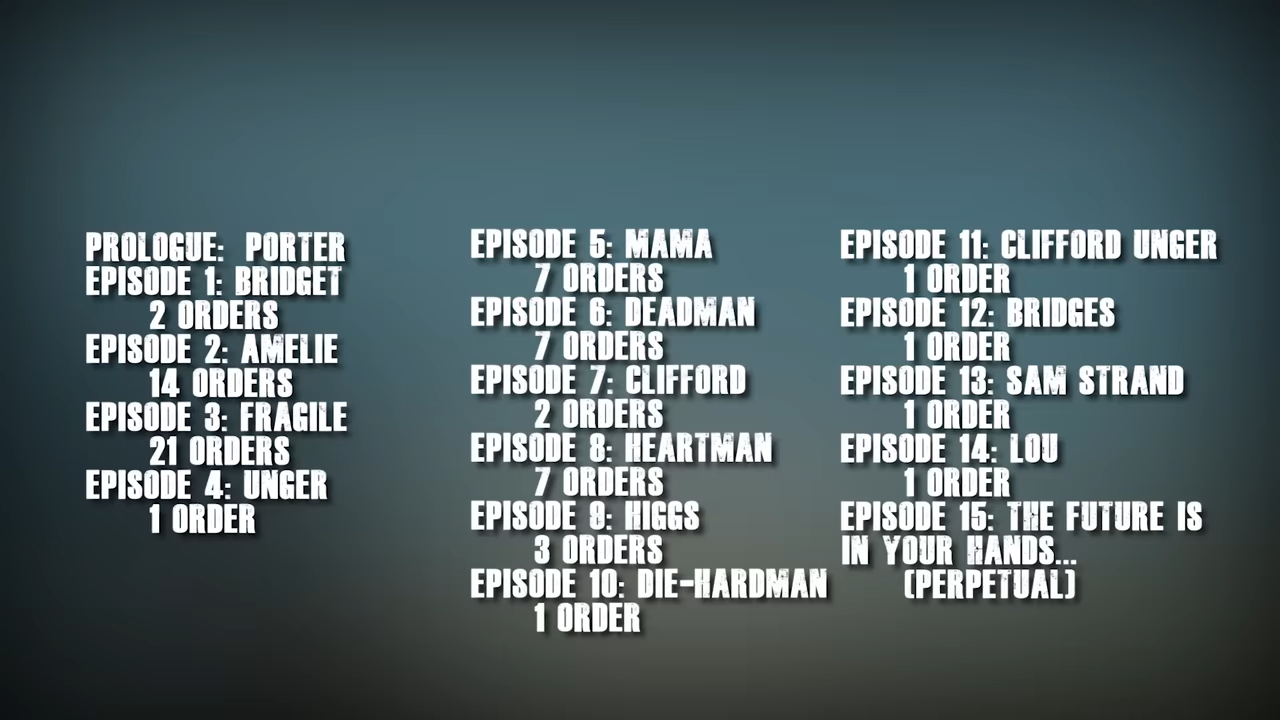 PROLOGUE: PORTER
EPISODE 1: BRIDGET
2 ORDERS
EPISODE 2: AMELIE
14 ORDERS
EPISODE 3: FRAGILE
21 ORDERS
EPISODE 4: UNGER
1 ORDER
EPISODE 5: MAMA
7 ORDERS
EPISODE 6: DEADMAN
7 ORDERS
EPISODE 7: CLIFFORD
2 ORDERS
EPISODE 8: HEARTMAN
7 ORDERS
EPISODE 9: HIGGS
3 ORDERS
EPISODE 10: DIE-HARDMAN
1 ORDER
EPISODE 11: CLIFFORD UNGER
1 ORDER
EPISODE 12: BRIDGES
1 ORDER
EPISODE 13: SAM STRAND
1 ORDER
EPISODE 14: LOU
1 ORDER
EPISODE 15: THE FUTURE IS
IN YOUR HANDS...
(PERPETUAL)